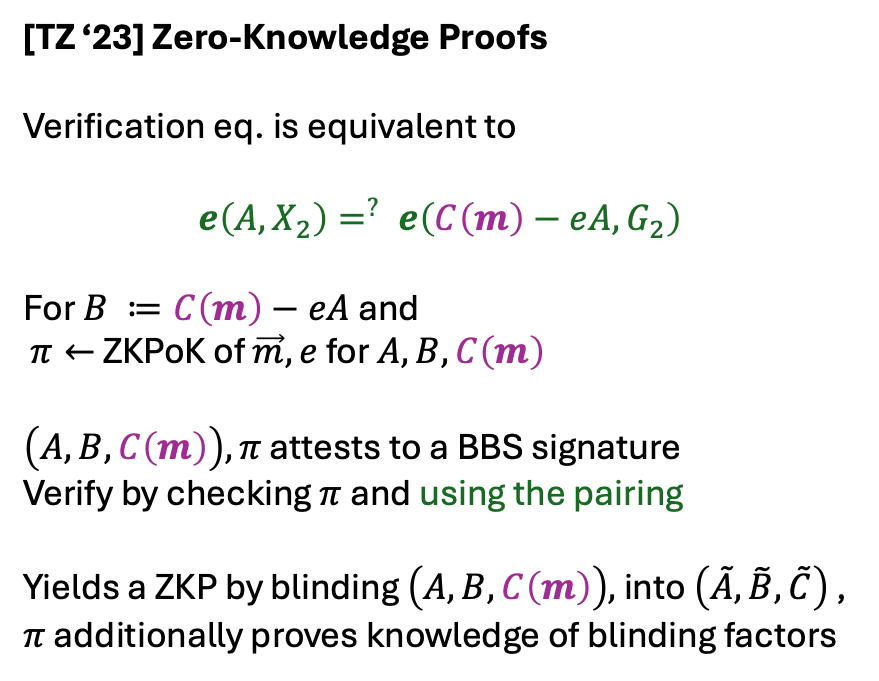 [TZ ‘23] Zero-Knowledge Proofs
Verification eq. is equivalent to
e(A, X₂) =? e(C(m) − eA, G₂)
For B ≔ C(m) − eA and
π ← ZKPoK of m⃗, e for A, B, C(m)
(A, B, C(m)), π attests to a BBS signature
Verify by checking π and using the pairing
Yields a ZKP by blinding (A, B, C(m)), into (Ã, B̃, C̃) ,
π additionally proves knowledge of blinding factors